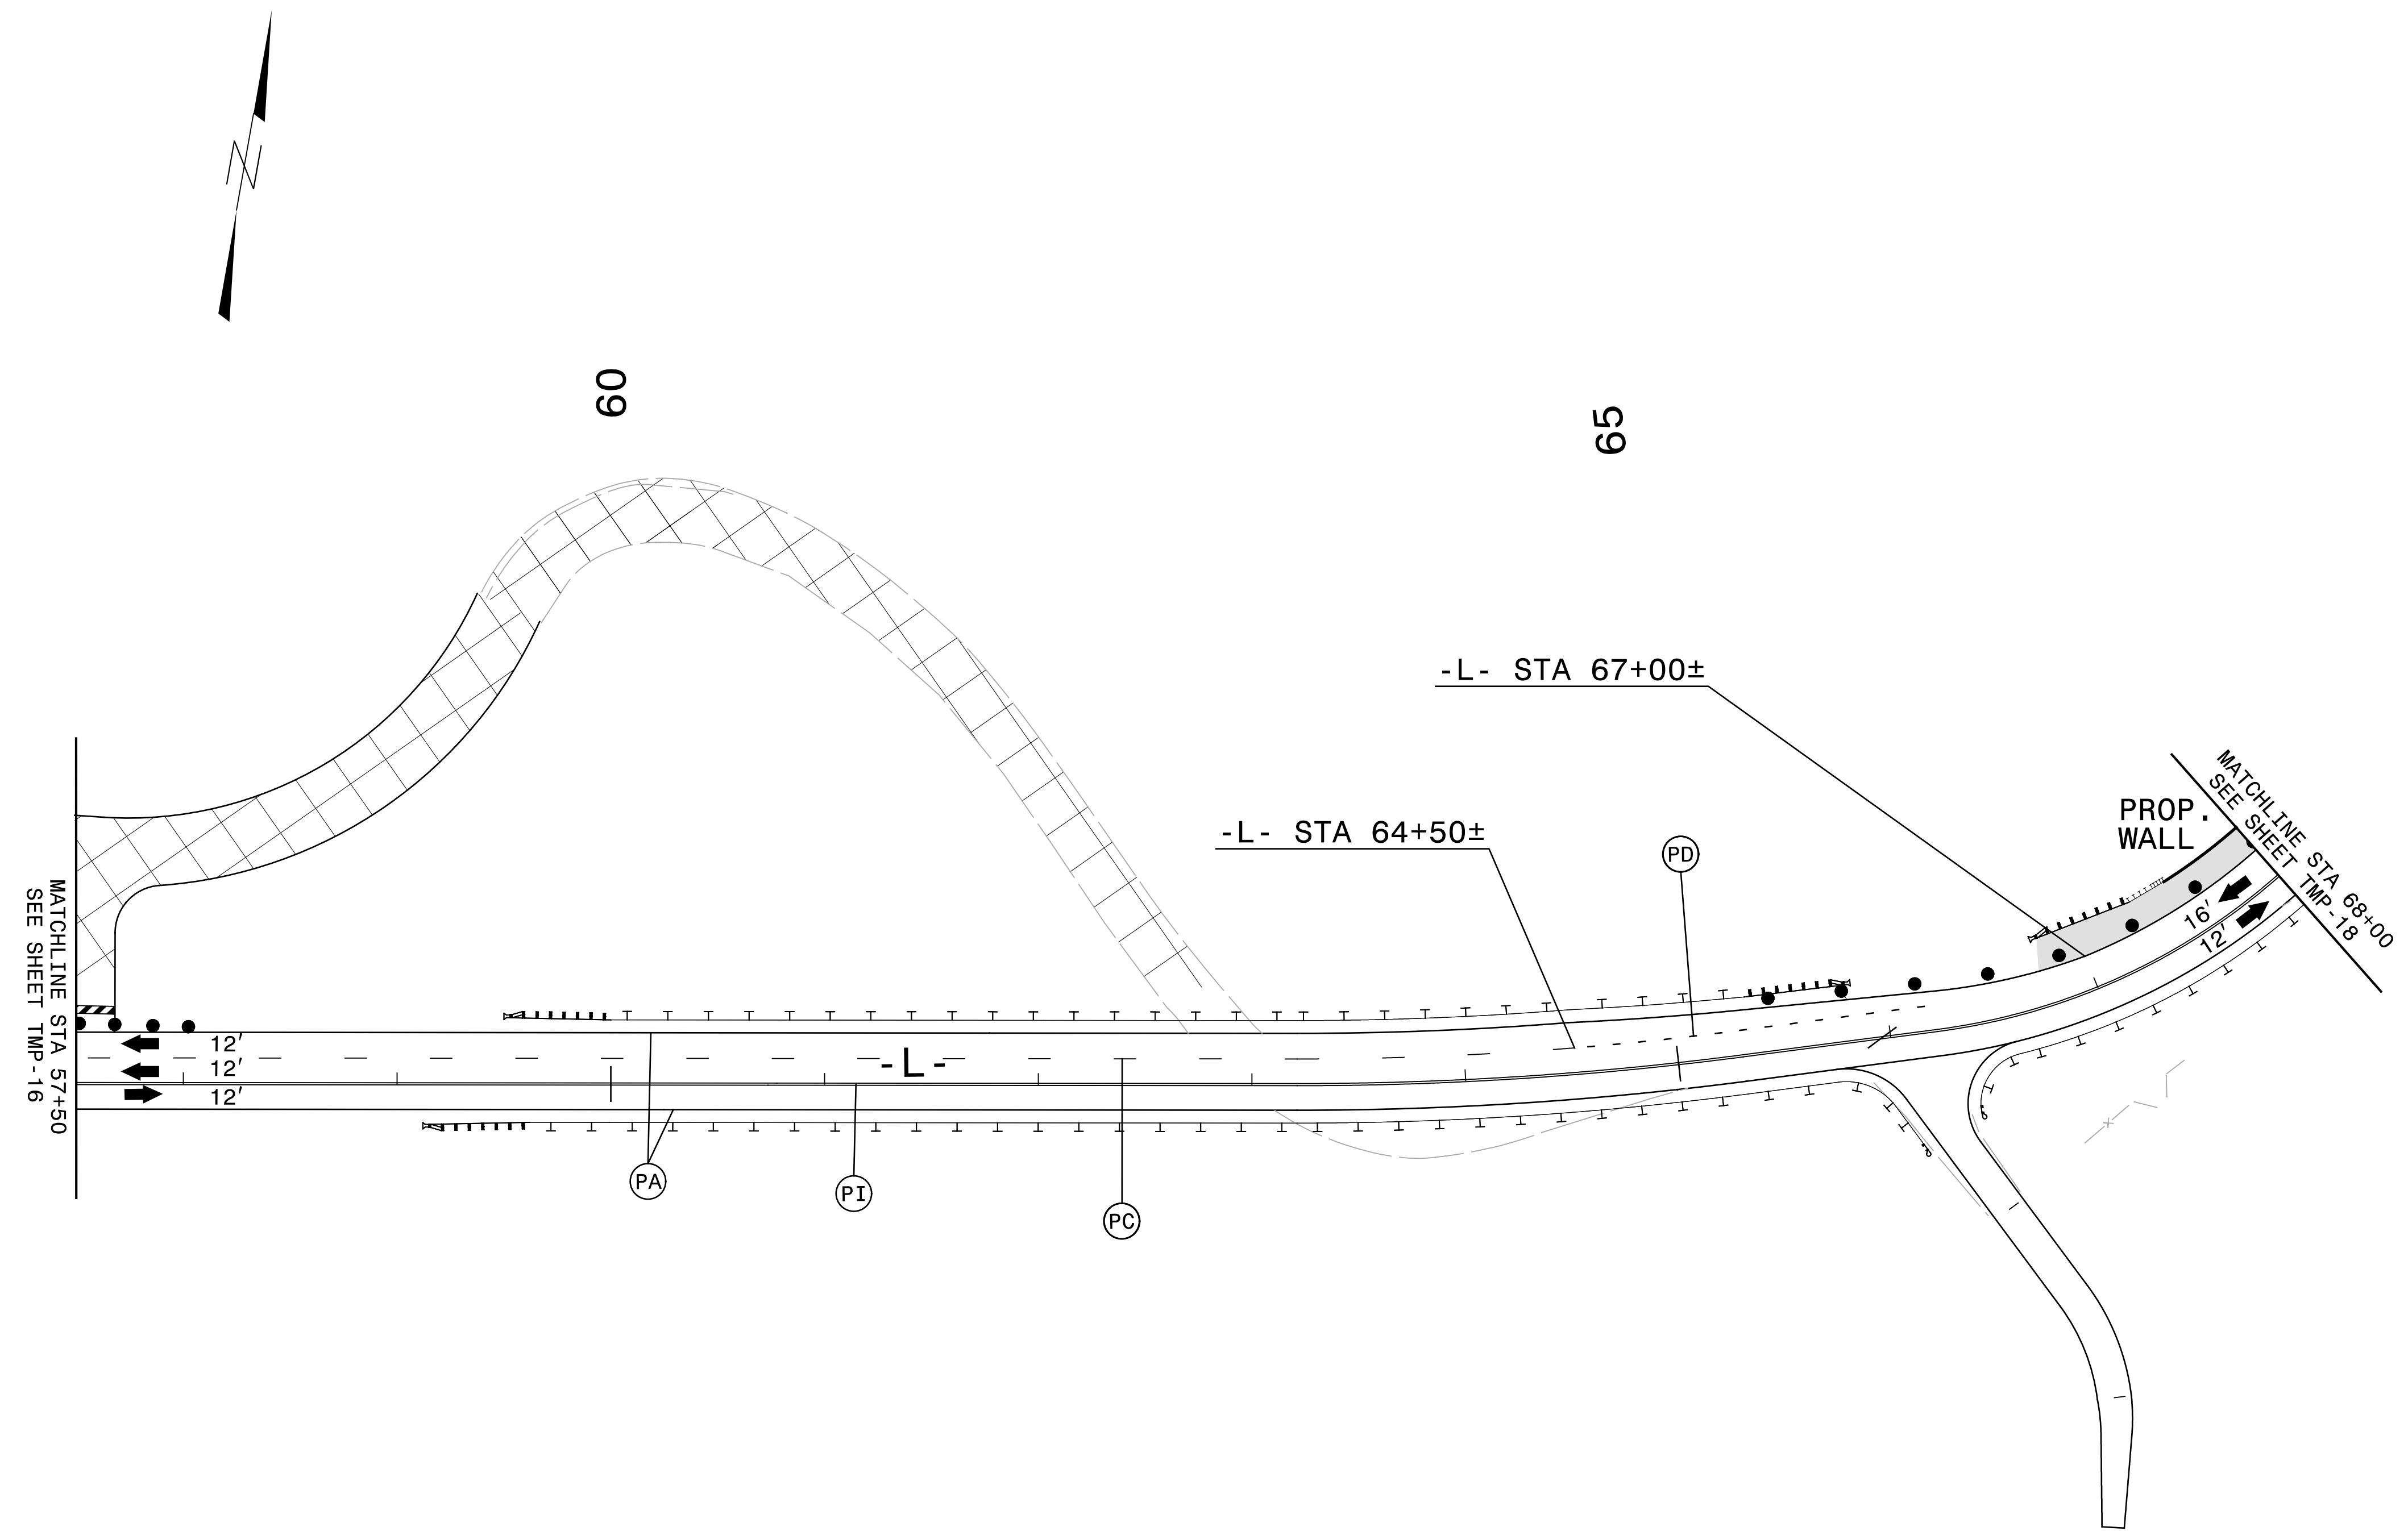 N
60
65
-L- STA 67+00±
-L- STA 64+50±
PD
PROP.
WALL
MATCHLINE STA 68+00
SEE SHEET TMP-18
16'
12'
MATCHLINE STA 57+50
SEE SHEET TMP-16
12'
12'
12'
-L-
PA
PI
PC